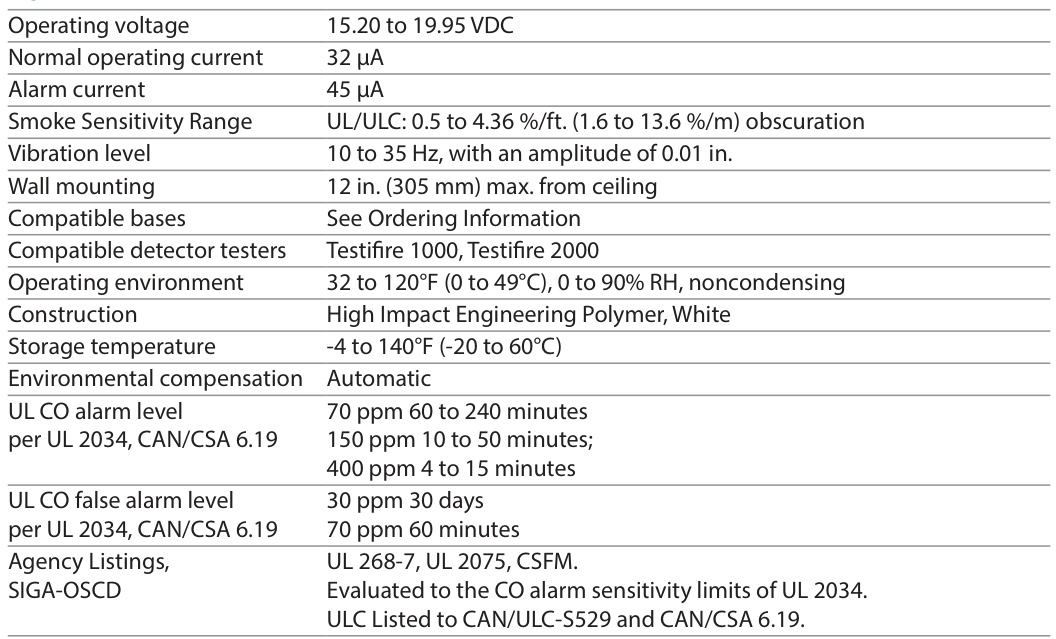 Operating voltage 15.20 to 19.95 VDC
Normal operating current 32 µA
Alarm current 45 µA
Smoke Sensitivity Range UL/ULC: 0.5 to 4.36 %/ft. (1.6 to 13.6 %/m) obscuration
Vibration level 10 to 35 Hz, with an amplitude of 0.01 in.
Wall mounting 12 in. (305 mm) max. from ceiling
Compatible bases See Ordering Information
Compatible detector testers Testifire 1000, Testifire 2000
Operating environment 32 to 120°F (0 to 49°C), 0 to 90% RH, noncondensing
Construction High Impact Engineering Polymer, White
Storage temperature -4 to 140°F (-20 to 60°C)
Environmental compensation Automatic
UL CO alarm level 70 ppm 60 to 240 minutes
per UL 2034, CAN/CSA 6.19 150 ppm 10 to 50 minutes;
400 ppm 4 to 15 minutes
UL CO false alarm level 30 ppm 30 days
per UL 2034, CAN/CSA 6.19 70 ppm 60 minutes
Agency Listings, UL 268-7, UL 2075, CSFM.
SIGA-OSCD Evaluated to the CO alarm sensitivity limits of UL 2034.
ULC Listed to CAN/ULC-S529 and CAN/CSA 6.19.